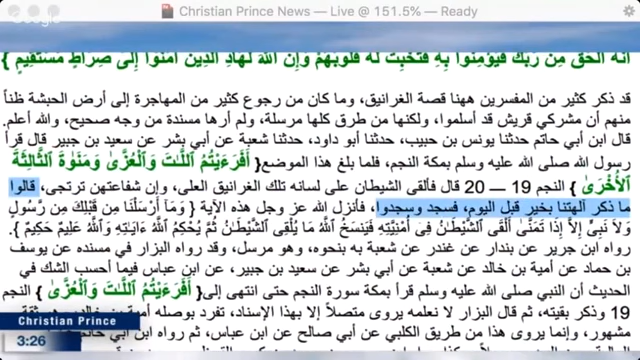 Christian Prince News — Live @ 151.5% — Ready
أنه الحق من ربك فيؤمنوا به فتخبت له قلوبهم وإن الله لهاد الذين آمنوا إلى صراط مستقيم }
قد ذكر كثير من المفسرين ههنا قصة الغرانيق، وما كان من رجوع كثير من المهاجرة إلى أرض الحبشة ظناً
منهم أن مشركي قريش قد أسلموا، ولكنها من طرق كلها مرسلة، ولم أرها مسندة من وجه صحيح، والله أعلم.
قال ابن أبي حاتم حدثنا يونس بن حبيب، حدثنا أبو داود، حدثنا شعبة عن أبي بشر عن سعيد بن جبير قال قرأ
رسول الله صلى الله عليه وسلم بمكة النجم، فلما بلغ هذا الموضع{ أَفَرَءَيْتُمُ ٱللَّـٰتَ وَٱلْعُزَّىٰ وَمَنَوٰةَ ٱلثَّالِثَةَ
ٱلأُخْرَىٰ } النجم 19 — 20 قال فألقى الشيطان على لسانه تلك الغرانيق العلى، وإن شفاعتهن ترتجى، قالوا
ما ذكر آلهتنا بخير قبل اليوم، فسجد وسجدوا، فأنزل الله عز وجل هذه الآية { وَمَآ أَرْسَلْنَا مِن قَبْلِكَ مِن رَّسُولٍ
وَلاَ نَبِىٍّ إِلاَّ إِذَا تَمَنَّىٰ أَلْقَى ٱلشَّيْطَـٰنُ فِىۤ أُمْنِيَّتِهِ فَيَنسَخُ ٱللَّهُ مَا يُلْقِى ٱلشَّيْطَـٰنُ ثُمَّ يُحْكِمُ ٱللَّهُ ءَايَـٰتِهِ وَٱللَّهُ عَلِيمٌ حَكِيمٌ }.
رواه ابن جرير عن بندار عن غندر عن شعبة به بنحوه، وهو مرسل، وقد رواه البزار في مسنده عن يوسف
بن حماد عن أمية بن خالد عن شعبة عن أبي بشر عن سعيد بن جبير، عن ابن عباس فيما أحسب الشك في
الحديث أن النبي صلى الله عليه وسلم قرأ بمكة سورة النجم حتى انتهى إلى{ أَفَرَءَيْتُمُ ٱللَّـٰتَ وَٱلْعُزَّىٰ } النجم
19 وذكر بقيته، ثم قال البزار لا نعلمه يروى متصلاً إلا بهذا الإسناد، تفرد بوصله أمية بن خالد، وهو ثقة
مشهور، وإنما يروى هذا من طريق الكلبي عن أبي صالح عن ابن عباس، ثم رواه ابن أبي حاتم
Christian Prince
3:26